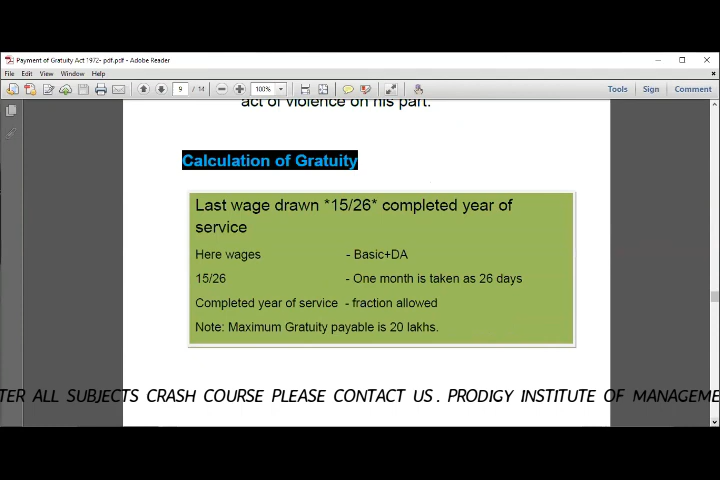 Payment of Gratuity Act 1972- pdf.pdf - Adobe Reader
File Edit View Window Help
9 / 14 100% Tools Sign Comment
act of violence on his part.
Calculation of Gratuity
Last wage drawn *15/26* completed year of
service
Here wages - Basic+DA
15/26 - One month is taken as 26 days
Completed year of service - fraction allowed
Note: Maximum Gratuity payable is 20 lakhs.
TER ALL SUBJECTS CRASH COURSE PLEASE CONTACT US . PRODIGY INSTITUTE OF MANAGEME